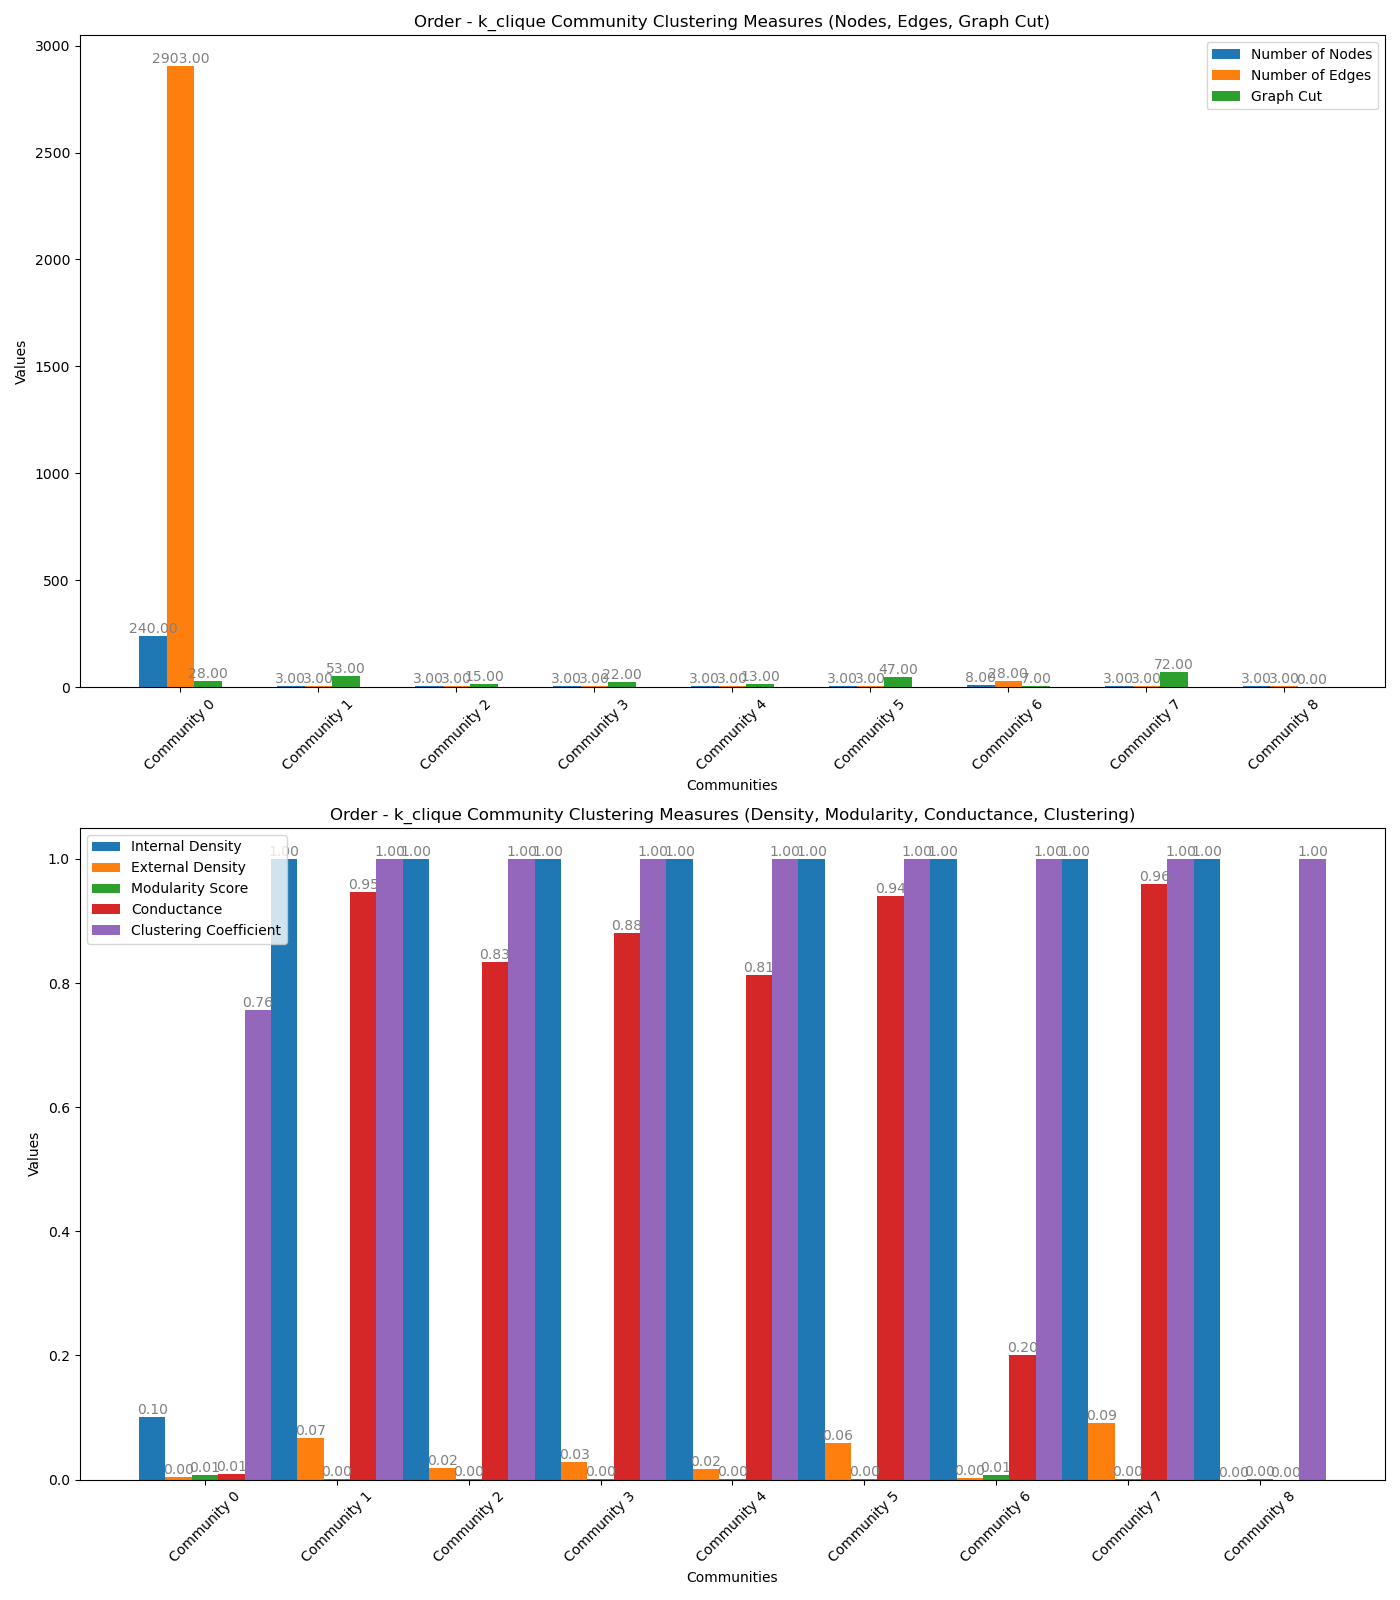 Order - k_clique Community Clustering Measures (Nodes, Edges, Graph Cut)
Number of Nodes
Number of Edges
Graph Cut
Values
3000
2500
2000
1500
1000
500
0
240.00 2903.00 28.00
3.00 3.00 53.00
3.00 3.00 15.00
3.00 3.00 22.00
3.00 3.00 13.00
3.00 3.00 47.00
8.00 28.00 7.00
3.00 3.00 72.00
3.00 3.00 0.00
Community 0
Community 1
Community 2
Community 3
Community 4
Community 5
Community 6
Community 7
Community 8
Communities
Order - k_clique Community Clustering Measures (Density, Modularity, Conductance, Clustering)
Internal Density
External Density
Modularity Score
Conductance
Clustering Coefficient
Values
1.0
0.8
0.6
0.4
0.2
0.0
0.10 0.00 0.01 0.01 0.76
1.00 0.07 0.00 0.95 1.00
1.00 0.02 0.00 0.83 1.00
1.00 0.03 0.00 0.88 1.00
1.00 0.02 0.00 0.81 1.00
1.00 0.06 0.00 0.94 1.00
1.00 0.00 0.01 0.20 1.00
1.00 0.09 0.00 0.96 1.00
1.00 0.00 0.00 0.00 1.00
Community 0
Community 1
Community 2
Community 3
Community 4
Community 5
Community 6
Community 7
Community 8
Communities